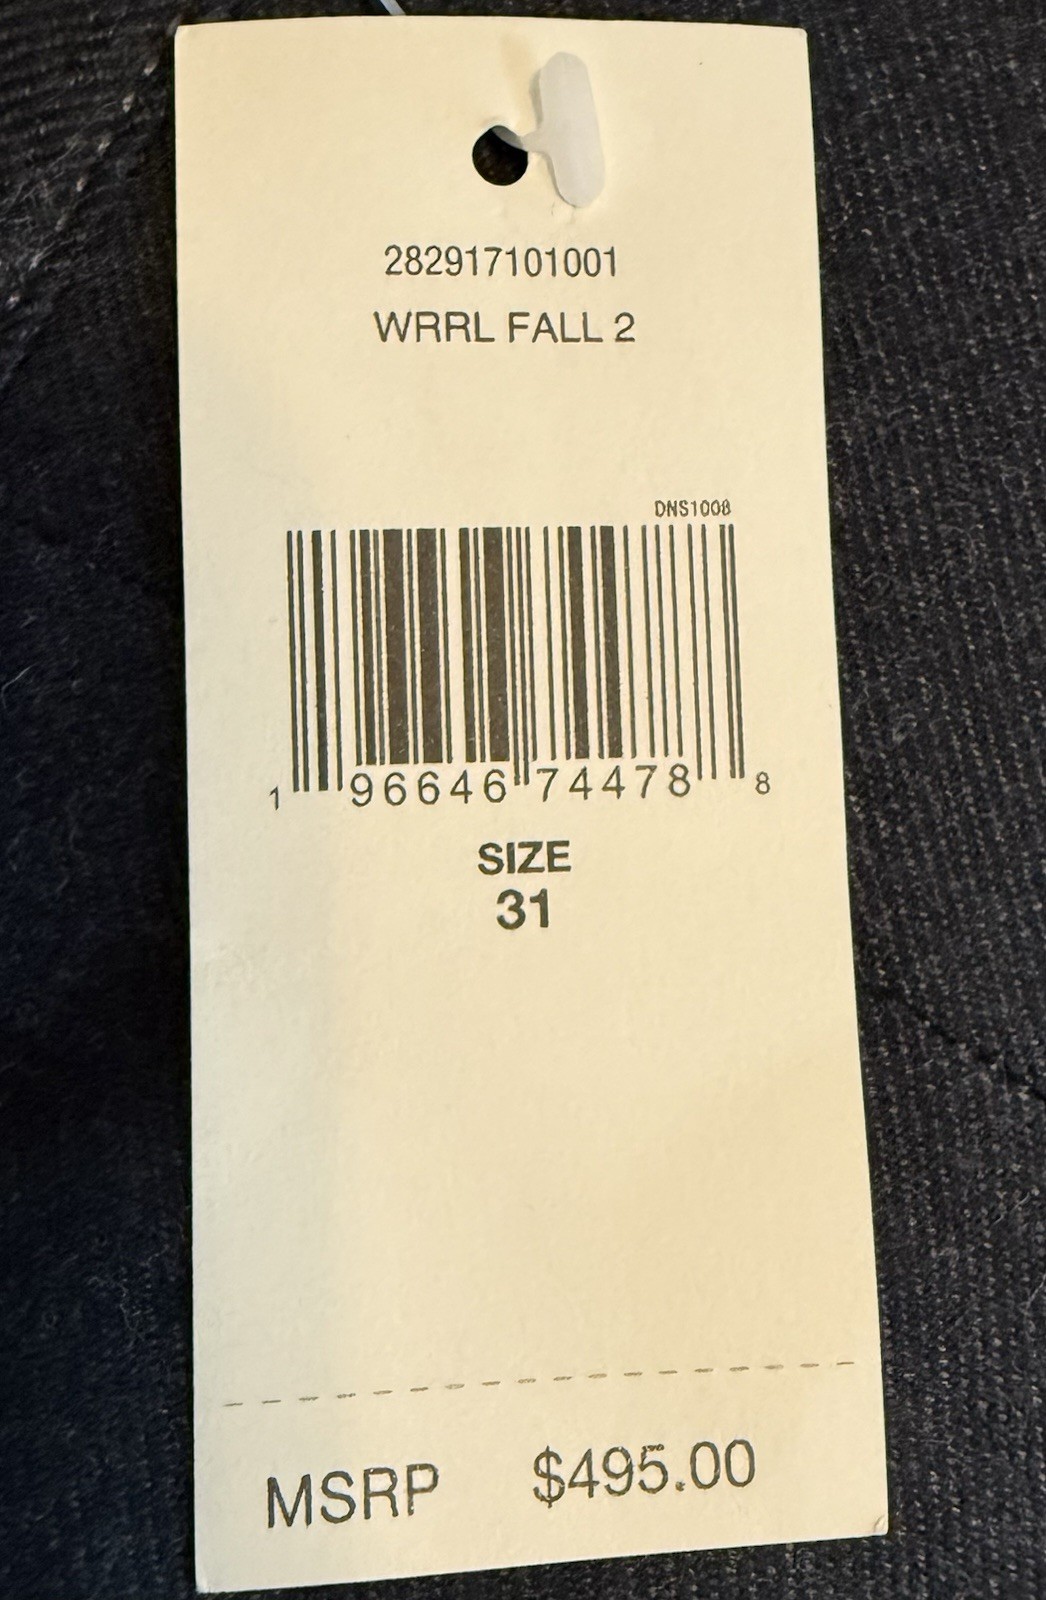 282917101001
WRRL FALL 2
DNS1008
1 96646 74478 8
SIZE
31
MSRP $495.00